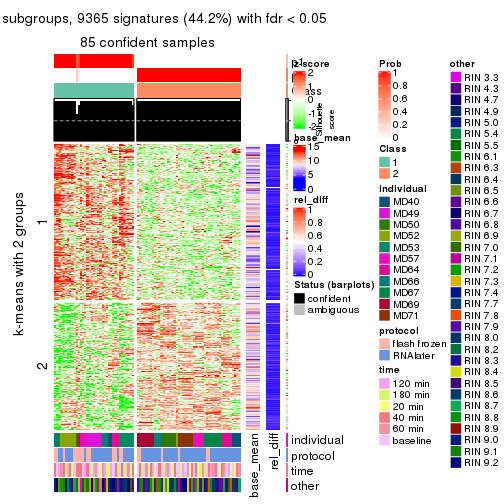 subgroups, 9365 signatures (44.2%) with fdr < 0.05
85 confident samples
k-means with 2 groups
1
2
p1
Class
Silhouette
score
z-score
2
1
0
-1
-2
base_mean
15
10
5
0
rel_diff
1
0.8
0.6
0.4
0.2
0
Status (barplots)
confident
ambiguous
individual
protocol
time
other
base_mean
rel_diff
Prob
1
0.8
0.6
0.4
0.2
0
Class
1
2
individual
MD40
MD49
MD50
MD52
MD53
MD57
MD64
MD66
MD67
MD69
MD71
protocol
flash frozen
RNAlater
time
120 min
180 min
20 min
40 min
60 min
baseline
other
RIN 3.3
RIN 4.3
RIN 4.7
RIN 4.9
RIN 5.0
RIN 5.4
RIN 5.5
RIN 6.1
RIN 6.3
RIN 6.4
RIN 6.5
RIN 6.6
RIN 6.7
RIN 6.8
RIN 6.9
RIN 7.0
RIN 7.1
RIN 7.2
RIN 7.3
RIN 7.4
RIN 7.7
RIN 7.8
RIN 7.9
RIN 8.0
RIN 8.2
RIN 8.3
RIN 8.4
RIN 8.5
RIN 8.6
RIN 8.7
RIN 8.8
RIN 8.9
RIN 9.0
RIN 9.1
RIN 9.2